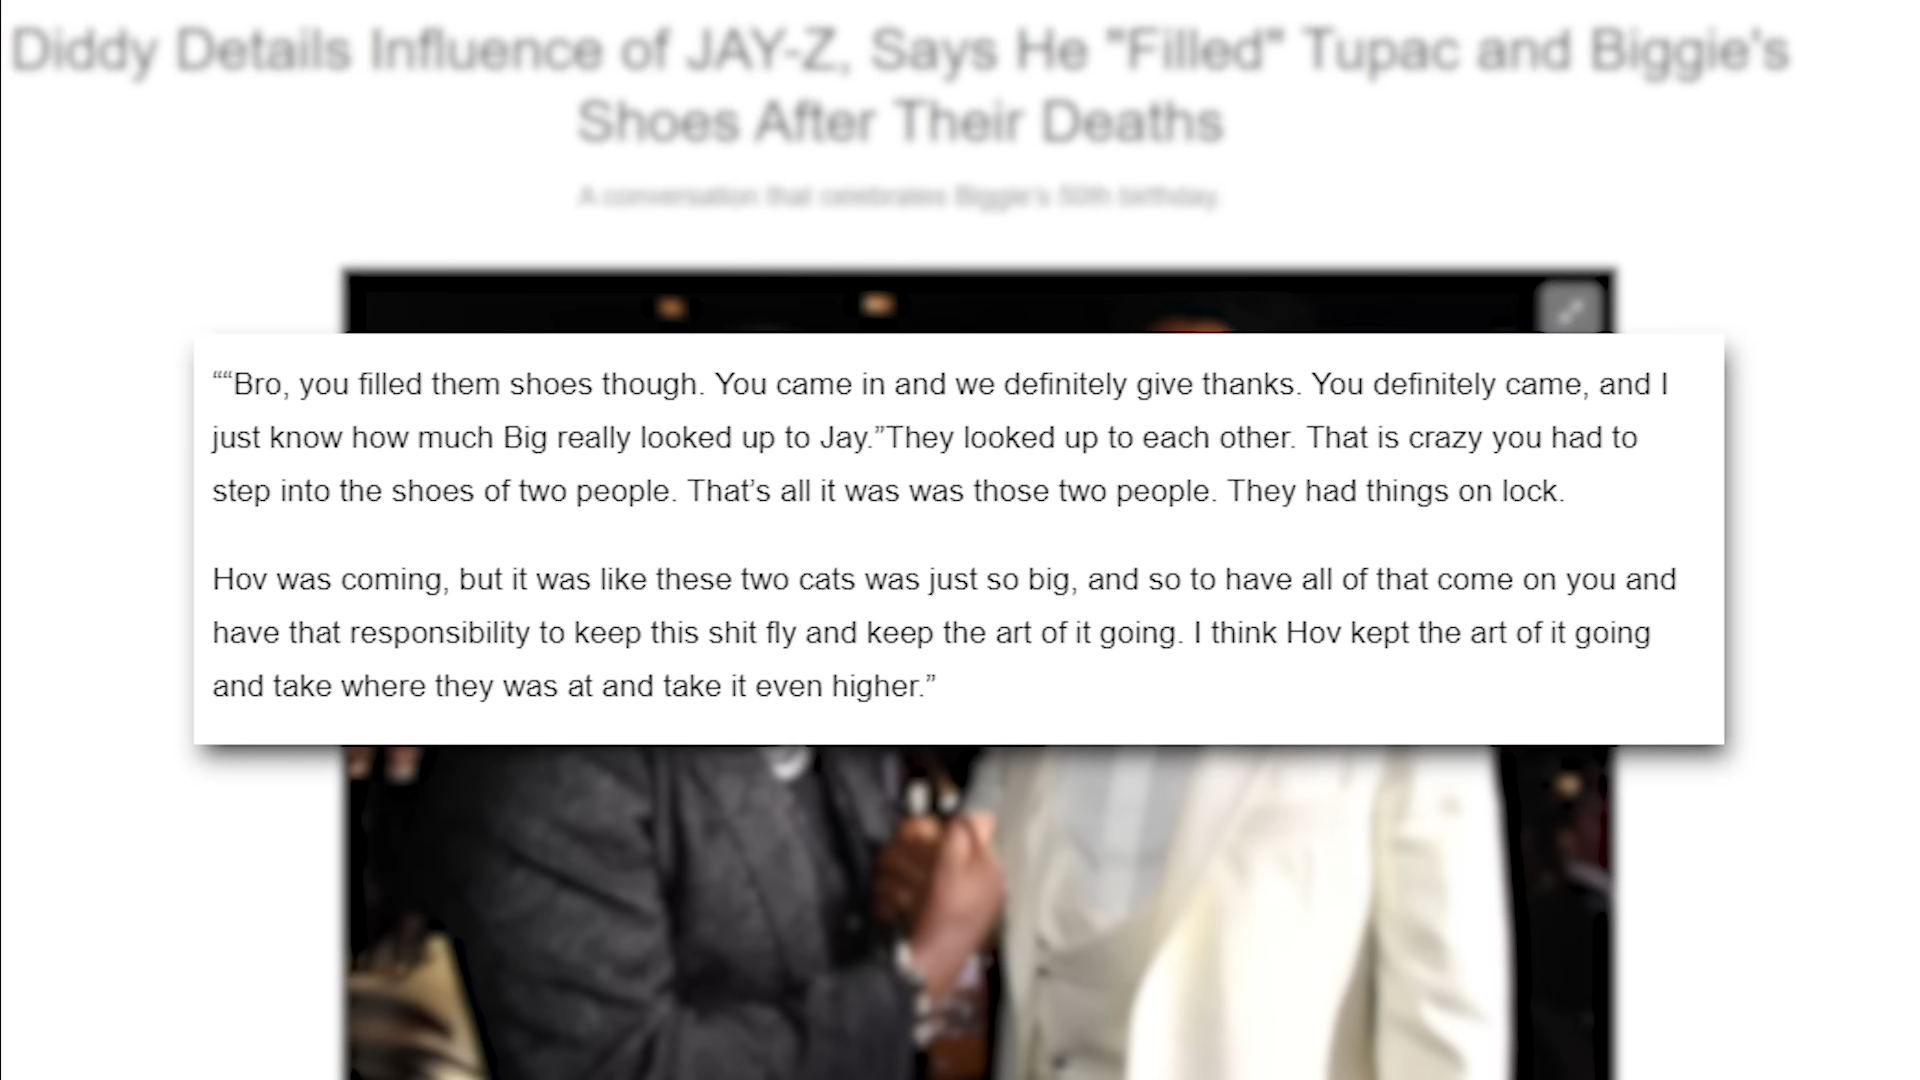 Diddy Details Influence of JAY-Z, Says He "Filled" Tupac and Biggie's
Shoes After Their Deaths
A conversation that celebrates Biggie's 50th birthday.
““Bro, you filled them shoes though. You came in and we definitely give thanks. You definitely came, and I
just know how much Big really looked up to Jay.”They looked up to each other. That is crazy you had to
step into the shoes of two people. That’s all it was was those two people. They had things on lock.
Hov was coming, but it was like these two cats was just so big, and so to have all of that come on you and
have that responsibility to keep this shit fly and keep the art of it going. I think Hov kept the art of it going
and take where they was at and take it even higher.”